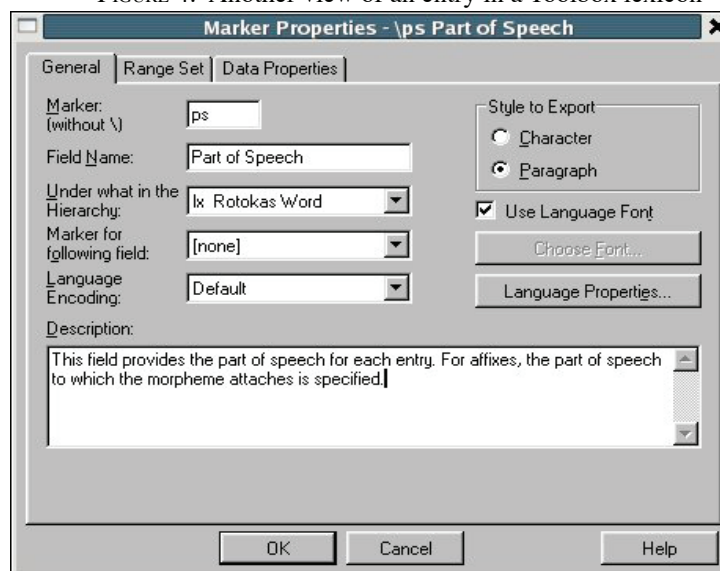 FIGURE 4: Another view of an entry in a Toolbox lexicon
Marker Properties - \ps Part of Speech
General Range Set Data Properties
Marker:
(without \)
ps
Field Name:
Part of Speech
Under what in the
Hierarchy:
lx Rotokas Word
Marker for
following field:
[none]
Language
Encoding:
Default
Style to Export
Character
Paragraph
Use Language Font
Choose Font...
Language Properties...
Description:
This field provides the part of speech for each entry. For affixes, the part of speech
to which the morpheme attaches is specified.
OK Cancel Help